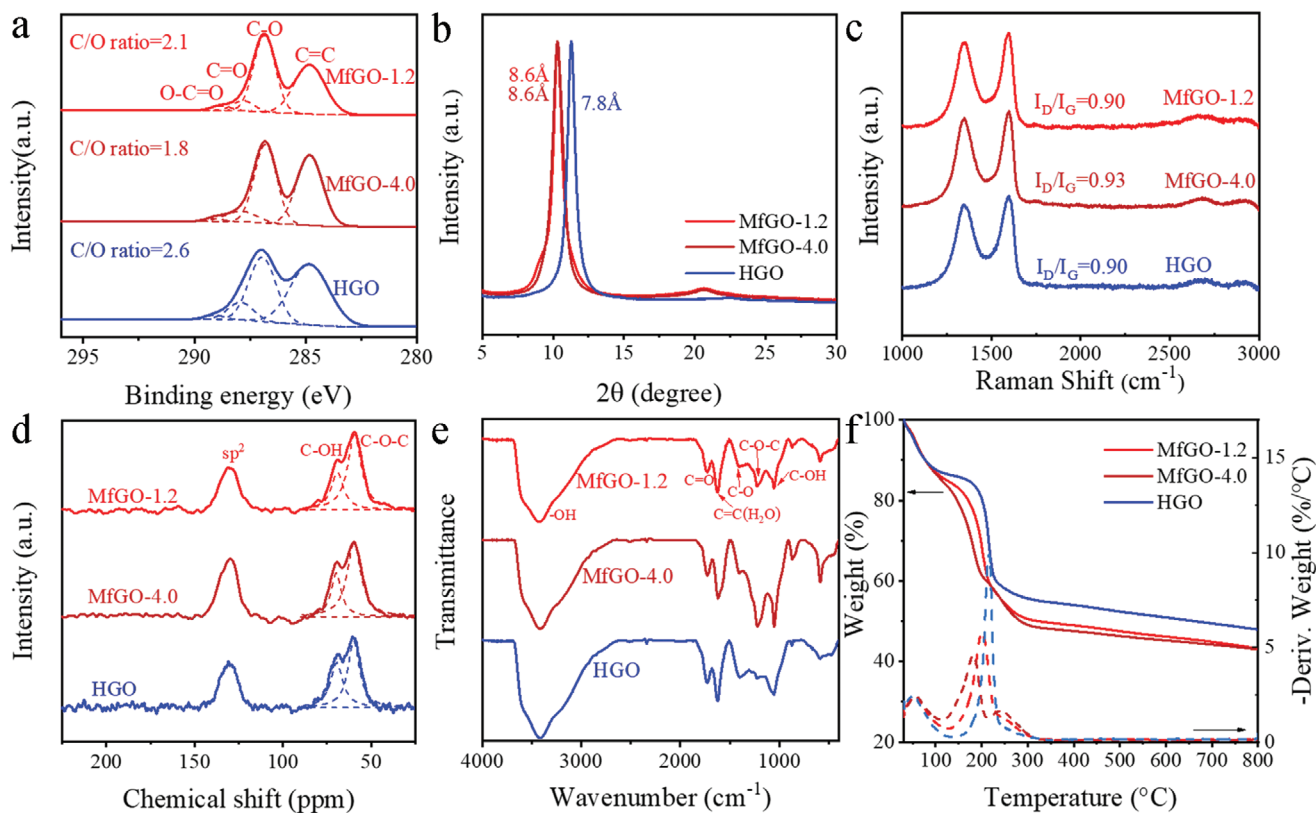 a
C/O ratio=2.1
C-O
C=O
C=C
O-C=O
MfGO-1.2
C/O ratio=1.8
MfGO-4.0
C/O ratio=2.6
HGO
Intensity(a.u.)
295 290 285 280
Binding energy (eV)
b
8.6Å
8.6Å
7.8Å
MfGO-1.2
MfGO-4.0
HGO
Intensity (a.u.)
5 10 15 20 25 30
2θ (degree)
c
I_D/I_G=0.90
MfGO-1.2
I_D/I_G=0.93
MfGO-4.0
I_D/I_G=0.90
HGO
Intensity (a.u.)
1000 1500 2000 2500 3000
Raman Shift (cm⁻¹)
d
sp²
C-OH
C-O-C
MfGO-1.2
MfGO-4.0
HGO
Intensity (a.u.)
200 150 100 50
Chemical shift (ppm)
e
C-O-C
C=O
C-OH
MfGO-1.2
C-O
-OH
C=C(H₂O)
MfGO-4.0
HGO
Transmittance
4000 3000 2000 1000
Wavenumber (cm⁻¹)
f
MfGO-1.2
MfGO-4.0
HGO
Weight (%)
100
80
60
40
20
-Deriv. Weight (%/°C)
15
10
5
0
100 200 300 400 500 600 700 800
Temperature (°C)